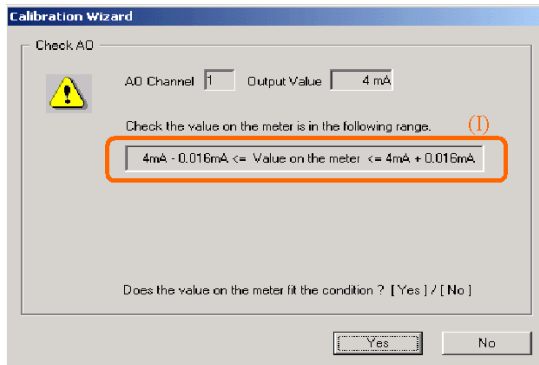 Calibration Wizard
Check AO
AO Channel 1 Output Value 4 mA
Check the value on the meter is in the following range. (I)
4mA - 0.016mA <= Value on the meter <= 4mA + 0.016mA
Does the value on the meter fit the condition ? [ Yes ] / [ No ]
Yes No